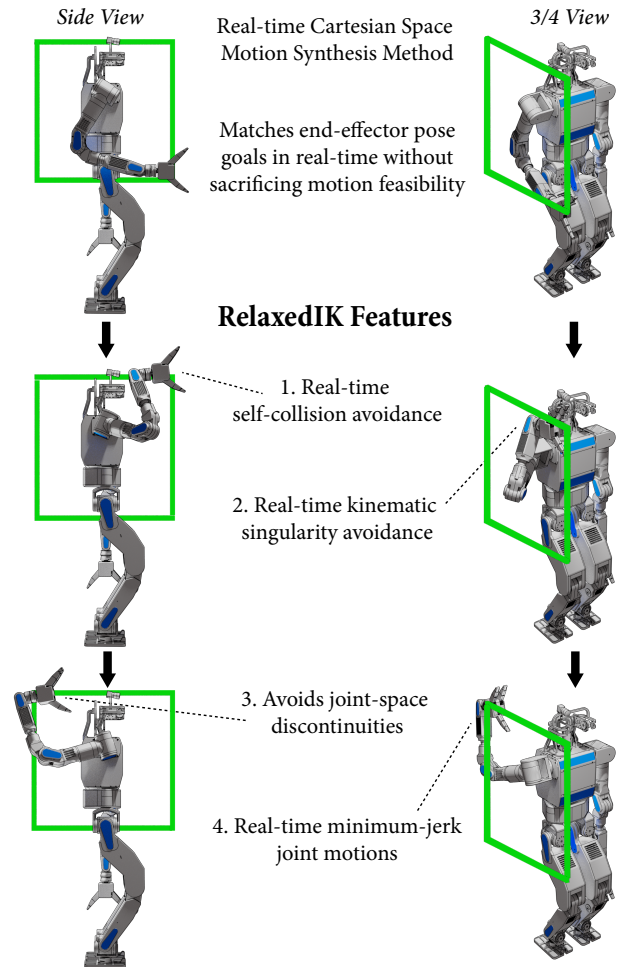 Side View
Real-time Cartesian Space
Motion Synthesis Method
3/4 View
Matches end-effector pose
goals in real-time without
sacrificing motion feasibility
RelaxedIK Features
1. Real-time
self-collision avoidance
2. Real-time kinematic
singularity avoidance
3. Avoids joint-space
discontinuities
4. Real-time minimum-jerk
joint motions